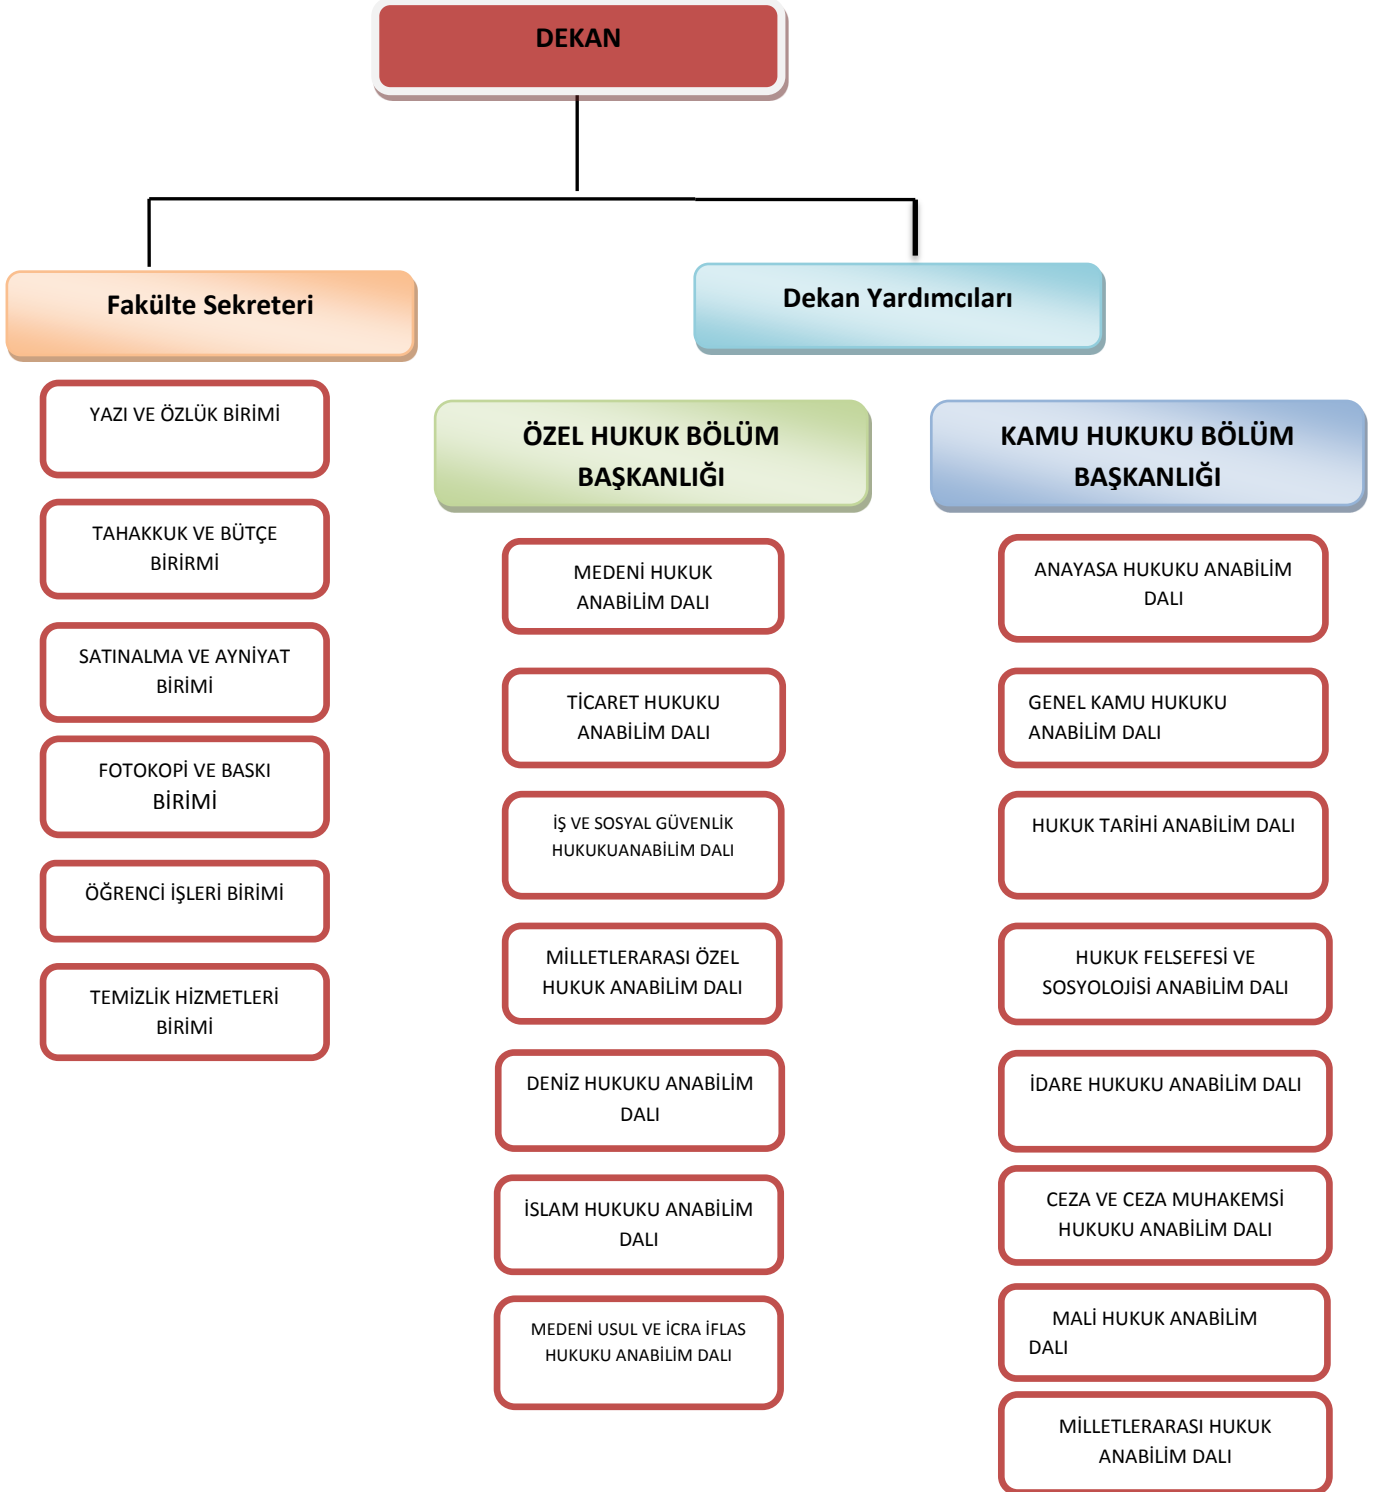 DEKAN
Fakülte Sekreteri
Dekan Yardımcıları
YAZI VE ÖZLÜK BİRİMİ
TAHAKKUK VE BÜTÇE
BİRİRMİ
SATINALMA VE AYNİYAT
BİRİMİ
FOTOKOPİ VE BASKI
BİRİMİ
ÖĞRENCİ İŞLERİ BİRİMİ
TEMİZLİK HİZMETLERİ
BİRİMİ
ÖZEL HUKUK BÖLÜM
BAŞKANLIĞI
MEDENİ HUKUK
ANABİLİM DALI
TİCARET HUKUKU
ANABİLİM DALI
İŞ VE SOSYAL GÜVENLİK
HUKUKUANABİLİM DALI
MİLLETLERARASI ÖZEL
HUKUK ANABİLİM DALI
DENİZ HUKUKU ANABİLİM
DALI
İSLAM HUKUKU ANABİLİM
DALI
MEDENİ USUL VE İCRA İFLAS
HUKUKU ANABİLİM DALI
KAMU HUKUKU BÖLÜM
BAŞKANLIĞI
ANAYASA HUKUKU ANABİLİM
DALI
GENEL KAMU HUKUKU
ANABİLİM DALI
HUKUK TARİHİ ANABİLİM DALI
HUKUK FELSEFESİ VE
SOSYOLOJİSİ ANABİLİM DALI
İDARE HUKUKU ANABİLİM DALI
CEZA VE CEZA MUHAKEMSİ
HUKUKU ANABİLİM DALI
MALİ HUKUK ANABİLİM
DALI
MİLLETLERARASI HUKUK
ANABİLİM DALI